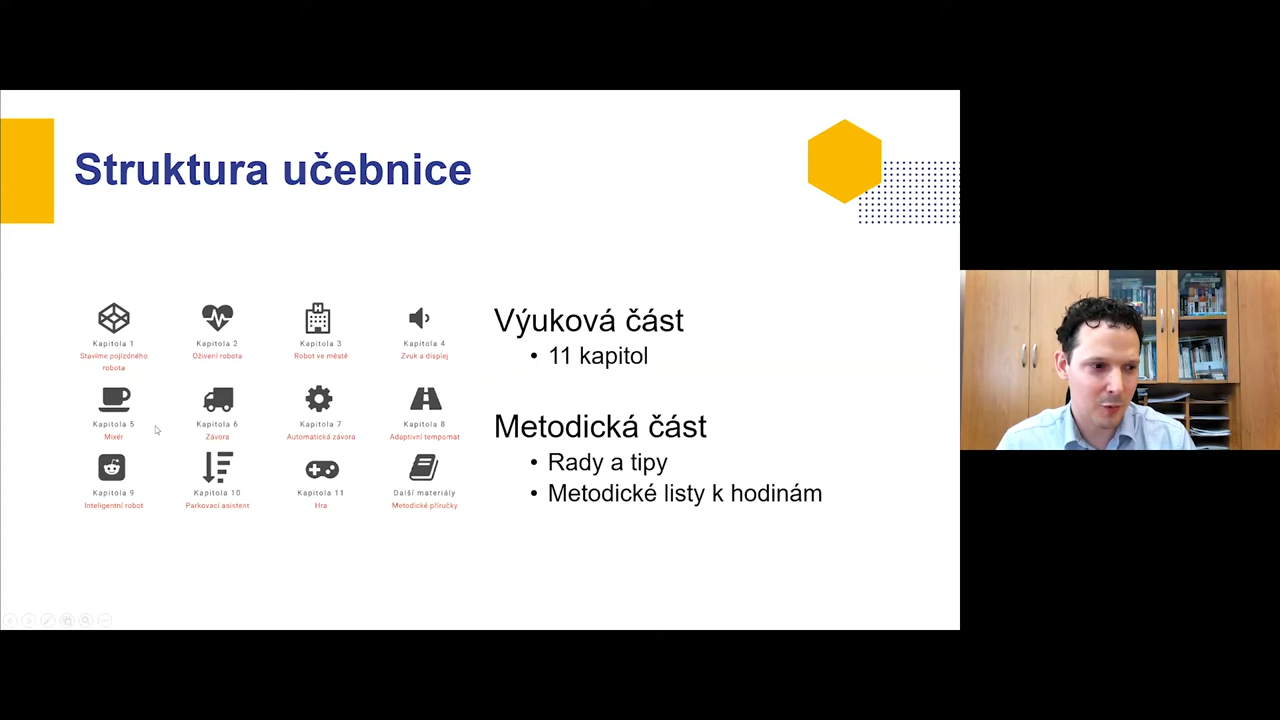 Struktura učebnice
Kapitola 1
Stavíme pojízdného
robota
Kapitola 2
Oživení robota
Kapitola 3
Robot ve městě
Kapitola 4
Zvuk a displej
Kapitola 5
Mixér
Kapitola 6
Závora
Kapitola 7
Automatická závora
Kapitola 8
Adaptivní tempomat
Kapitola 9
Inteligentní robot
Kapitola 10
Parkovací asistent
Kapitola 11
Hra
Další materiály
Metodické příručky
Výuková část
• 11 kapitol
Metodická část
• Rady a tipy
• Metodické listy k hodinám